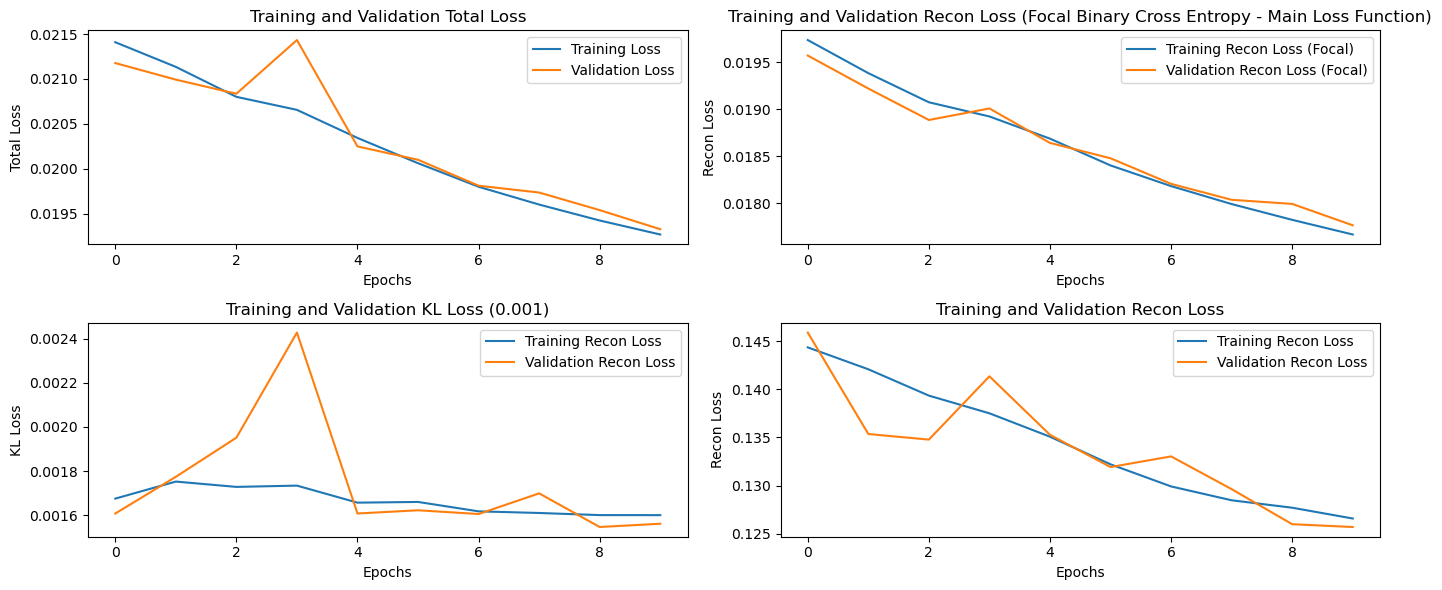 Training and Validation Total Loss
0.0215
0.0210
0.0205
0.0200
0.0195
Total Loss
Training Loss
Validation Loss
0 2 4 6 8
Epochs
Training and Validation Recon Loss (Focal Binary Cross Entropy - Main Loss Function)
0.0195
0.0190
0.0185
0.0180
Recon Loss
Training Recon Loss (Focal)
Validation Recon Loss (Focal)
0 2 4 6 8
Epochs
Training and Validation KL Loss (0.001)
0.0024
0.0022
0.0020
0.0018
0.0016
KL Loss
Training Recon Loss
Validation Recon Loss
0 2 4 6 8
Epochs
Training and Validation Recon Loss
0.145
0.140
0.135
0.130
0.125
Recon Loss
Training Recon Loss
Validation Recon Loss
0 2 4 6 8
Epochs